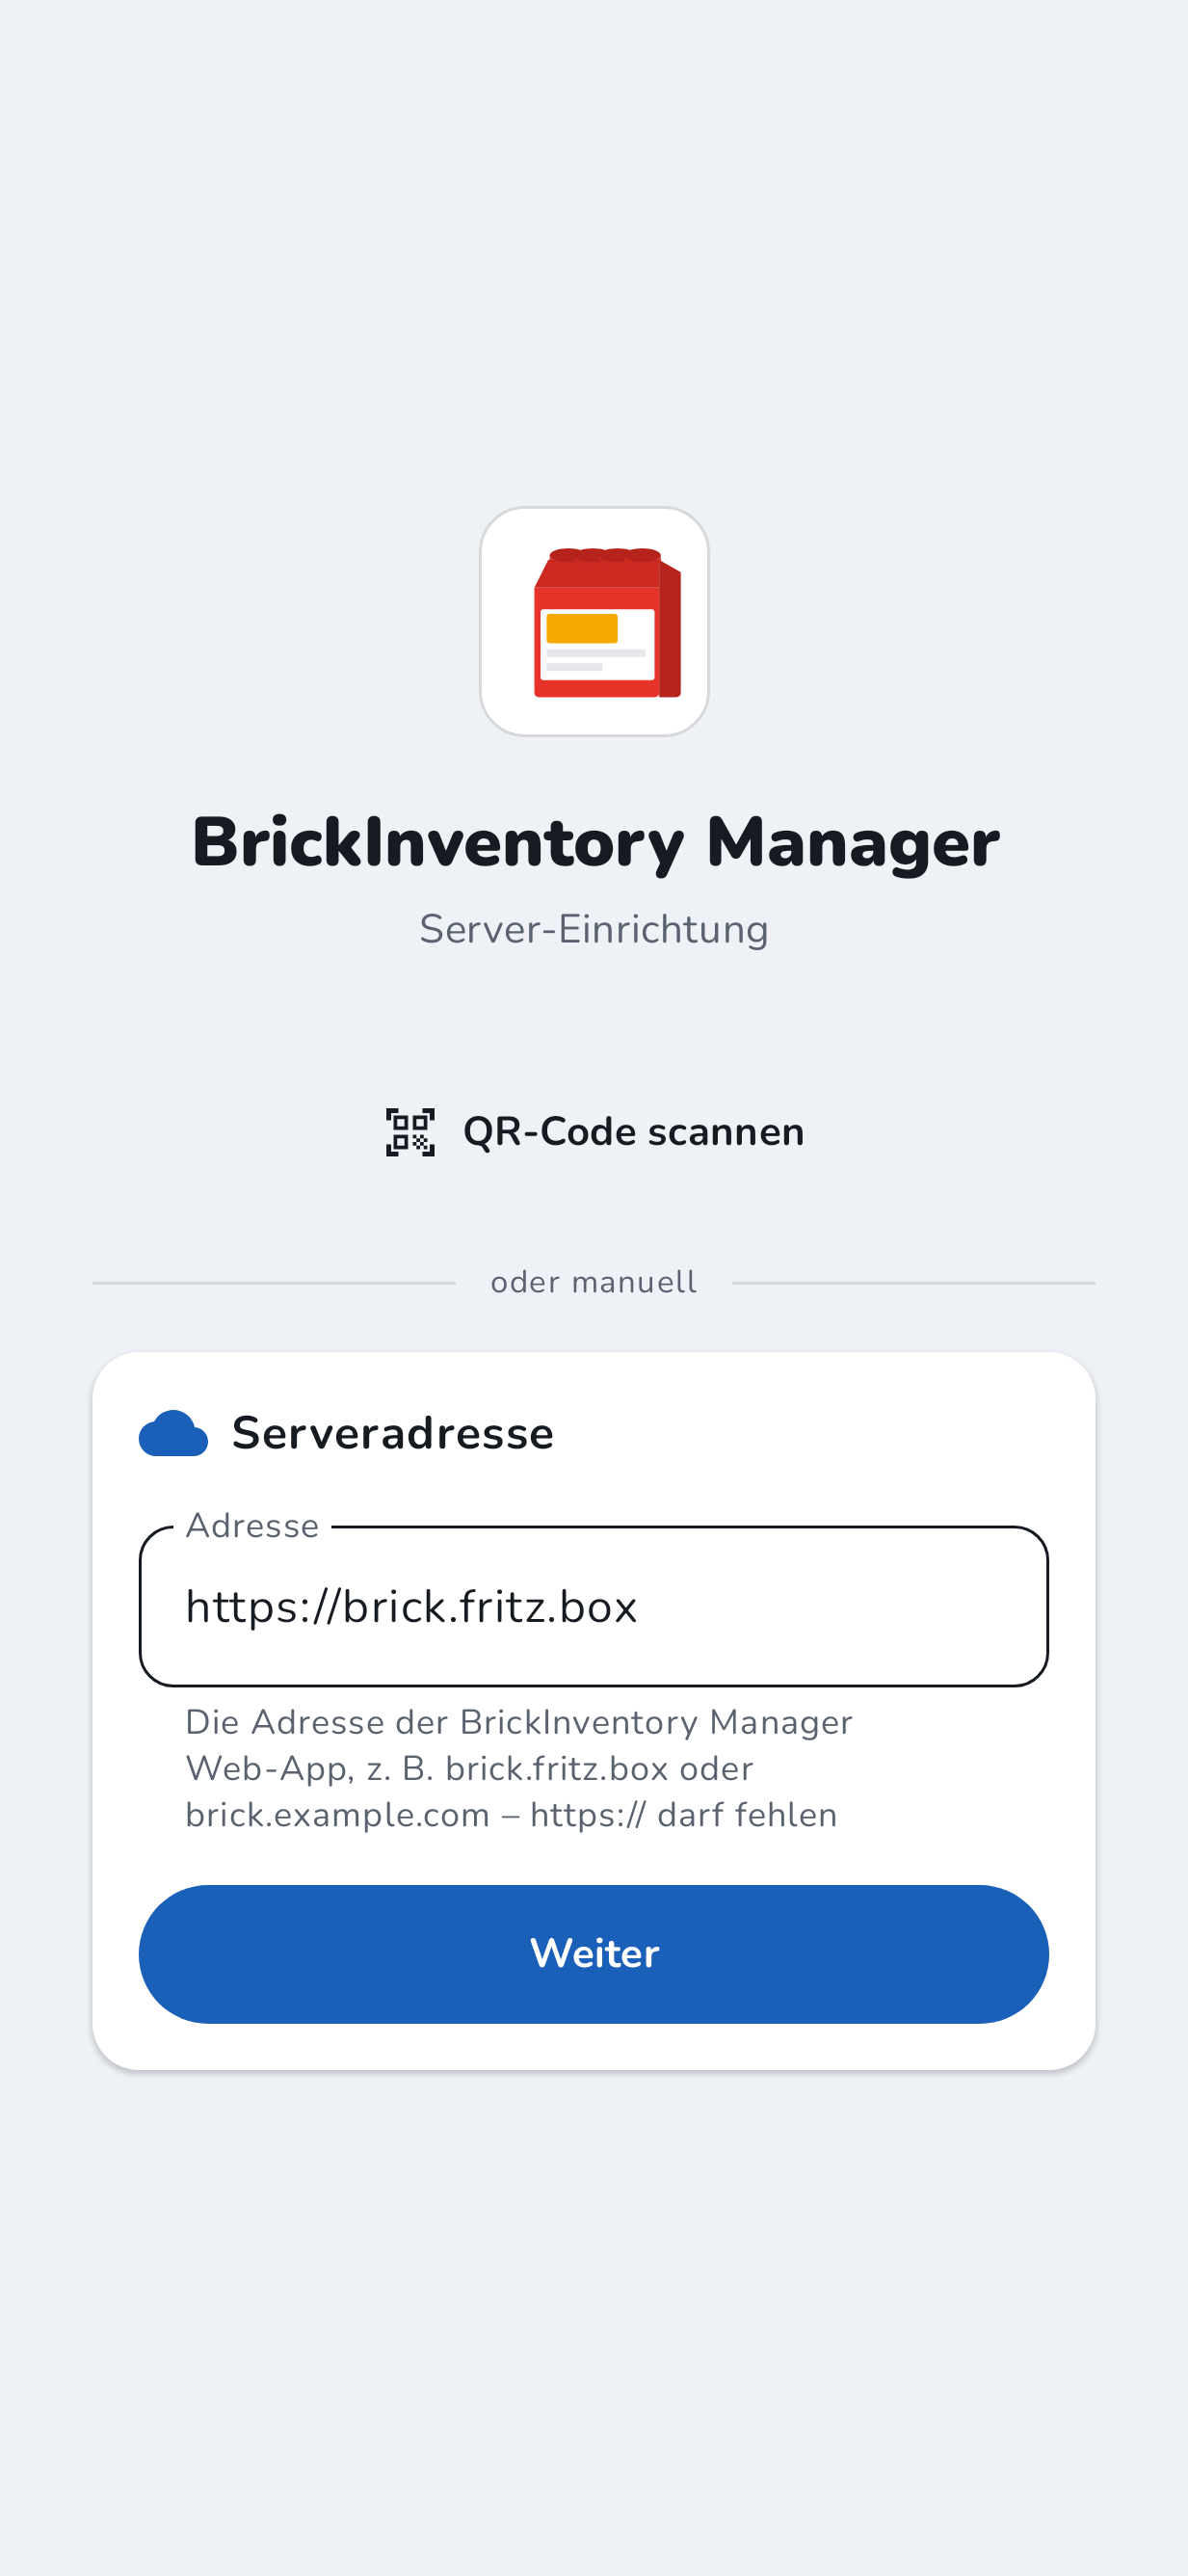 BrickInventory Manager
Server-Einrichtung
QR-Code scannen
oder manuell
Serveradresse
Adresse
https://brick.fritz.box
Die Adresse der BrickInventory Manager
Web-App, z. B. brick.fritz.box oder
brick.example.com – https:// darf fehlen
Weiter